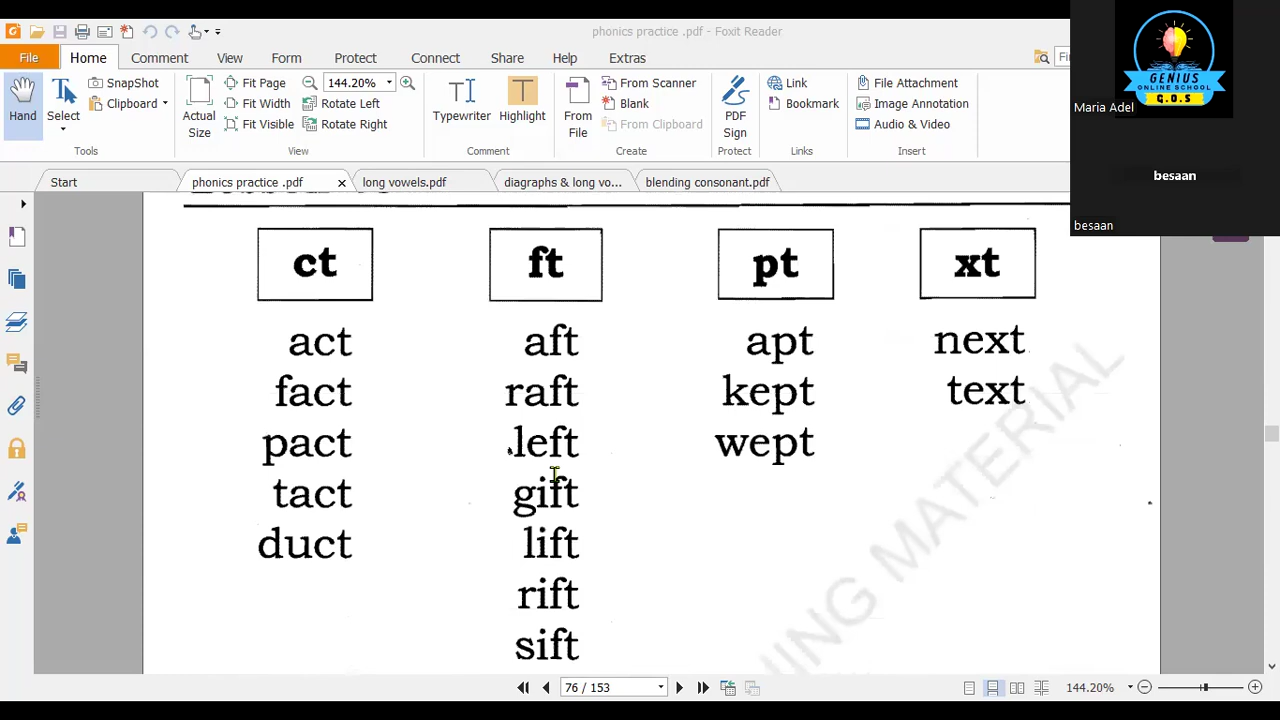 phonics practice .pdf - Foxit Reader
File Home Comment View Form Protect Connect Share Help Extras
SnapShot Fit Page 144.20% From Scanner Link File Attachment
Clipboard Fit Width Rotate Left Blank Bookmark Image Annotation
Hand Select Actual Size Fit Visible Rotate Right Typewriter Highlight From File From Clipboard PDF Sign Audio & Video
Tools View Comment Create Protect Links Insert
GENIUS
ONLINE SCHOOL
G.O.S
Maria Adel
besaan
besaan
Start phonics practice .pdf long vowels.pdf diagraphs & long vo... blending consonant.pdf
ct ft pt xt
act aft apt next
fact raft kept text
pact left wept
tact gift
duct lift
rift
sift
MATERIAL
76 / 153 144.20%